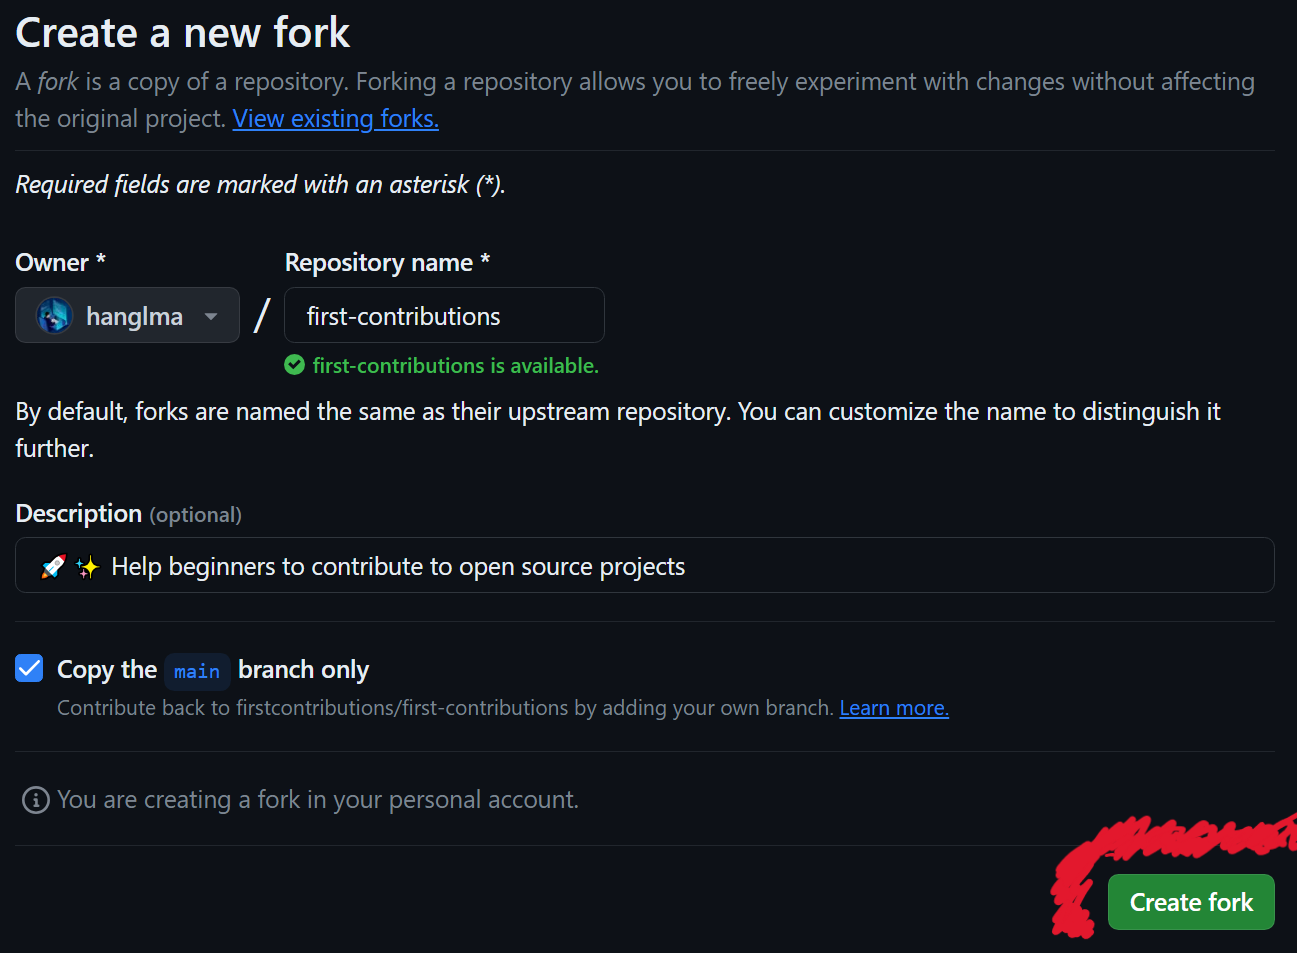 Create a new fork
A fork is a copy of a repository. Forking a repository allows you to freely experiment with changes without affecting
the original project. View existing forks.
Required fields are marked with an asterisk (*).
Owner * Repository name *
hanglma / first-contributions
first-contributions is available.
By default, forks are named the same as their upstream repository. You can customize the name to distinguish it
further.
Description (optional)
🚀✨ Help beginners to contribute to open source projects
Copy the main branch only
Contribute back to firstcontributions/first-contributions by adding your own branch. Learn more.
You are creating a fork in your personal account.
Create fork